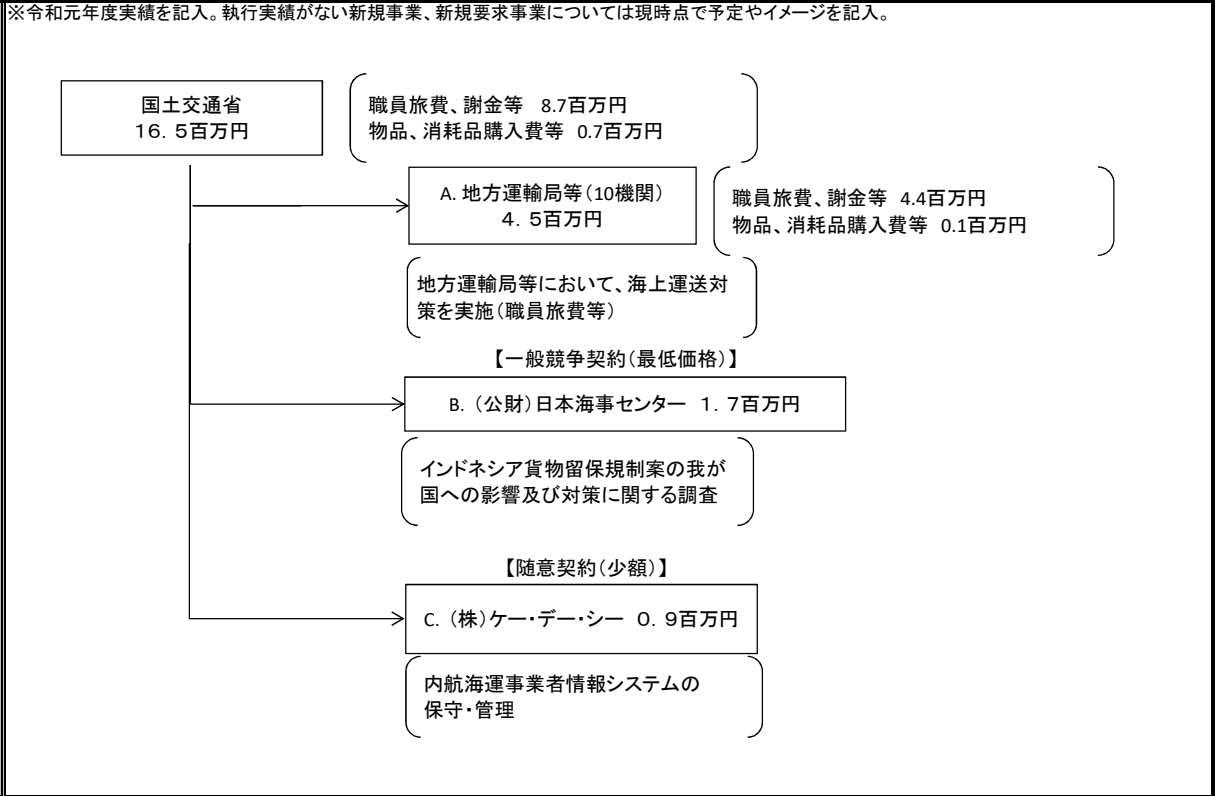 ※令和元年度実績を記入。執行実績がない新規事業、新規要求事業については現時点で予定やイメージを記入。
国土交通省
16．5百万円
職員旅費、謝金等 8.7百万円
物品、消耗品購入費等 0.7百万円
A. 地方運輸局等（10機関）
4．5百万円
職員旅費、謝金等 4.4百万円
物品、消耗品購入費等 0.1百万円
地方運輸局等において、海上運送対
策を実施（職員旅費等）
【一般競争契約（最低価格）】
B. （公財）日本海事センター 1．7百万円
インドネシア貨物留保規制案の我が
国への影響及び対策に関する調査
【随意契約（少額）】
C. （株）ケー・デー・シー 0．9百万円
内航海運事業者情報システムの
保守・管理